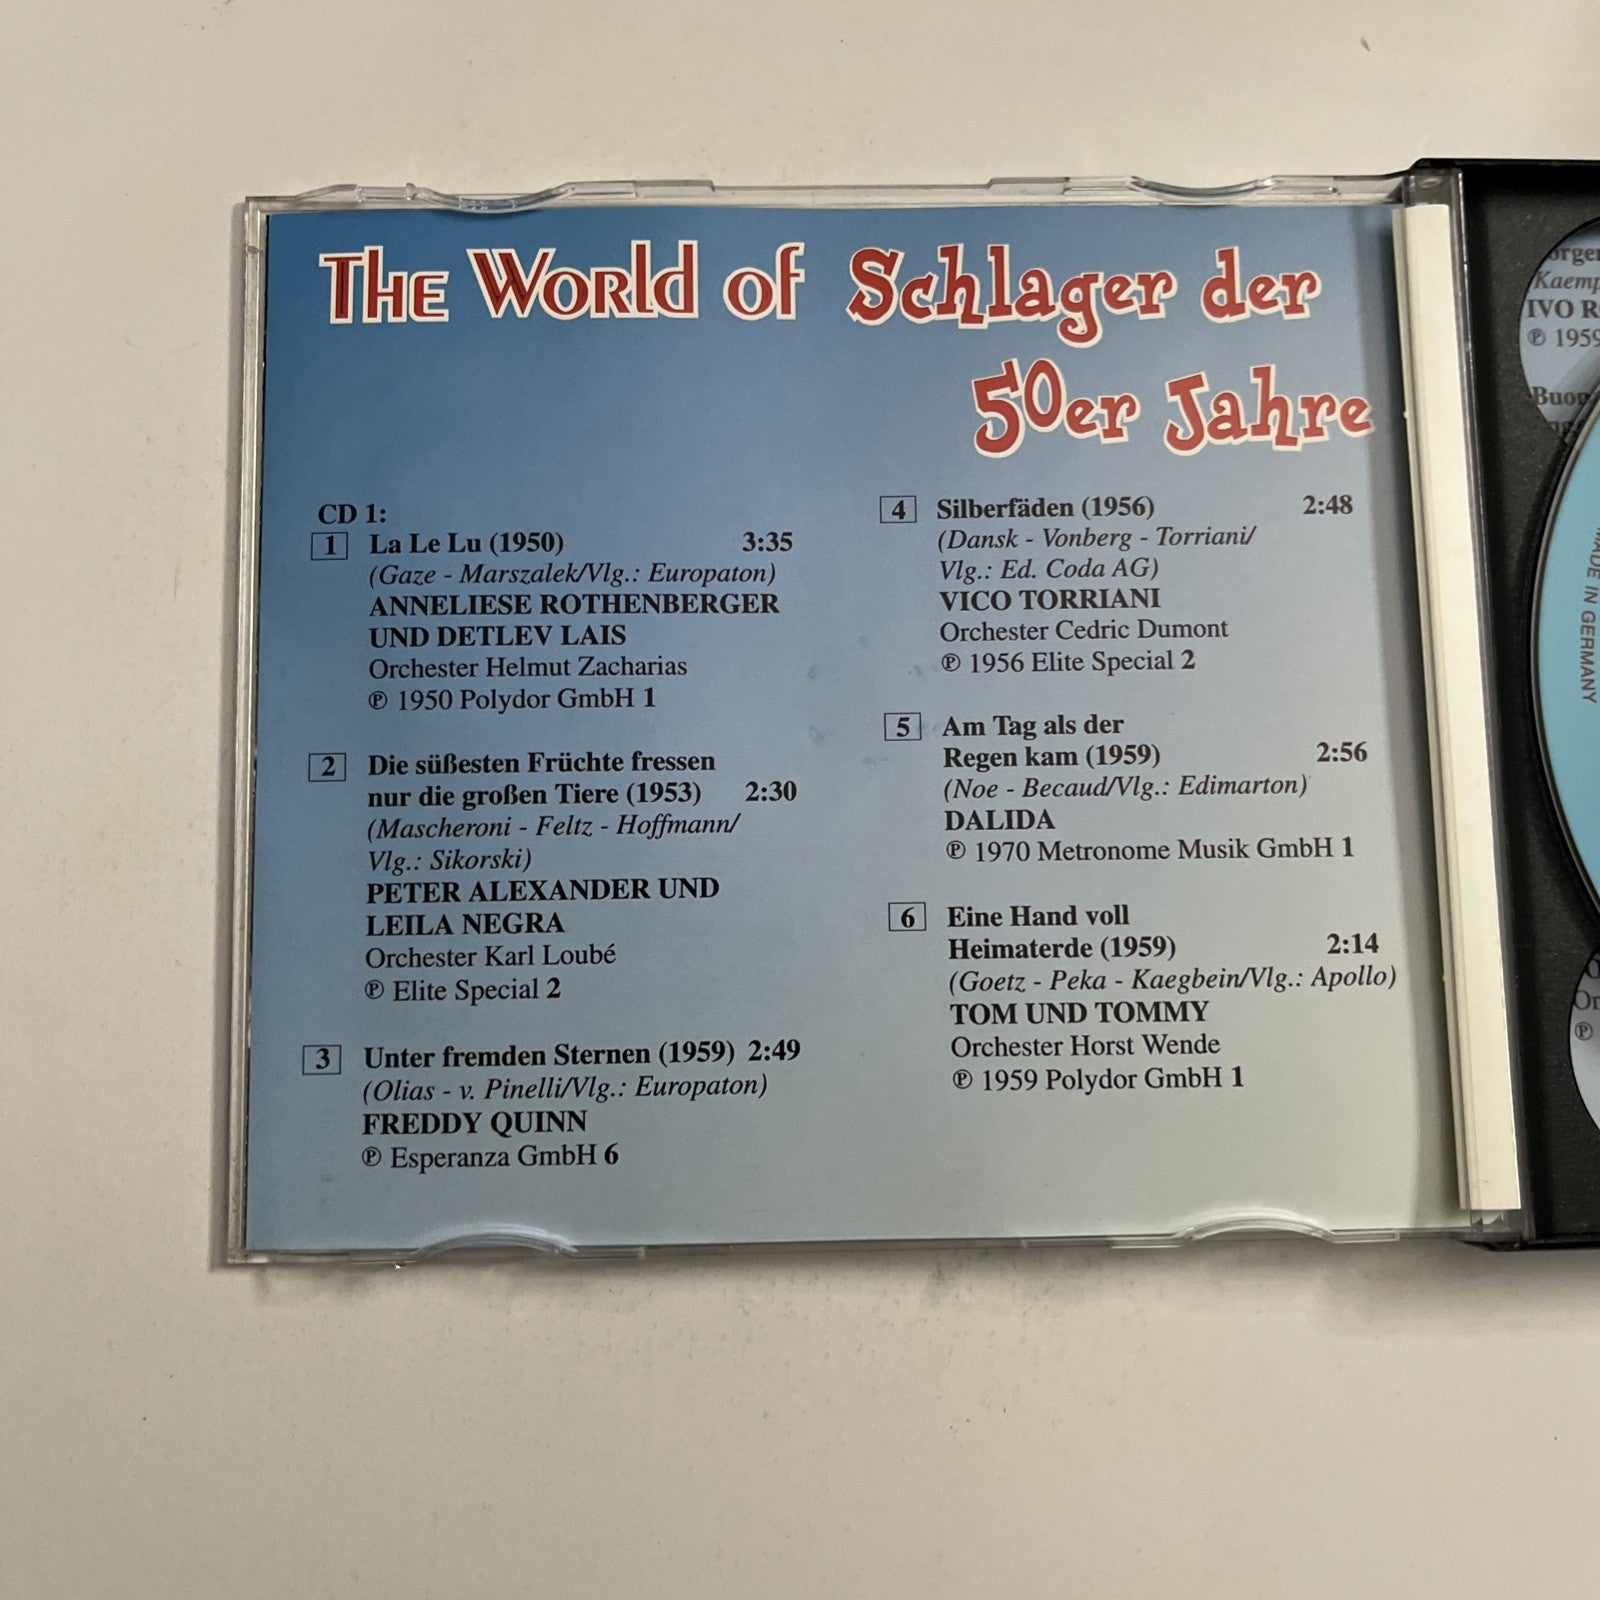 The World of Schlager der
50er Jahre
CD 1:
1 La Le Lu (1950) 3:35
(Gaze - Marszalek/Vlg.: Europaton)
ANNELIESE ROTHENBERGER
UND DETLEV LAIS
Orchester Helmut Zacharias
℗ 1950 Polydor GmbH 1
2 Die süßesten Früchte fressen
nur die großen Tiere (1953) 2:30
(Mascheroni - Feltz - Hoffmann/
Vlg.: Sikorski)
PETER ALEXANDER UND
LEILA NEGRA
Orchester Karl Loubé
℗ Elite Special 2
3 Unter fremden Sternen (1959) 2:49
(Olias - v. Pinelli/Vlg.: Europaton)
FREDDY QUINN
℗ Esperanza GmbH 6
4 Silberfäden (1956) 2:48
(Dansk - Vonberg - Torriani/
Vlg.: Ed. Coda AG)
VICO TORRIANI
Orchester Cedric Dumont
℗ 1956 Elite Special 2
5 Am Tag als der
Regen kam (1959) 2:56
(Noe - Becaud/Vlg.: Edimarton)
DALIDA
℗ 1970 Metronome Musik GmbH 1
6 Eine Hand voll
Heimaterde (1959) 2:14
(Goetz - Peka - Kaegbein/Vlg.: Apollo)
TOM UND TOMMY
Orchester Horst Wende
℗ 1959 Polydor GmbH 1
IVO
℗ 1959
MADE IN GERMANY
℗